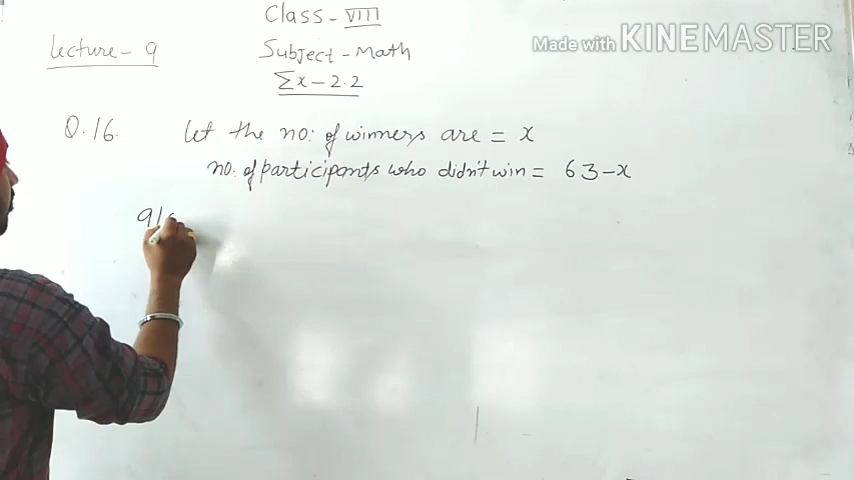 Class - VIII
Made with KINEMASTER
Lecture - 9
Subject - Math
Ex - 2.2
Q.16. Let the no: of winners are = x
no: of participants who didn't win = 63 - x